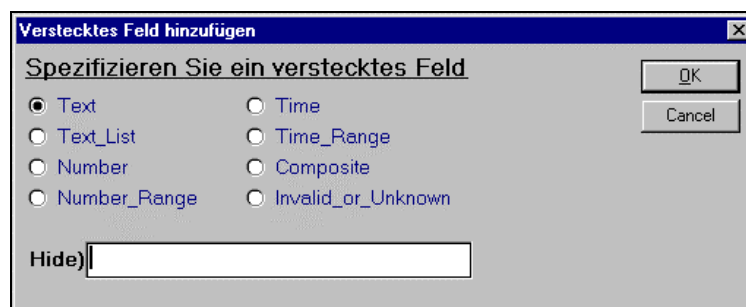 Verstecktes Feld hinzufügen
Spezifizieren Sie ein verstecktes Feld
OK
Cancel
Text
Time
Text_List
Time_Range
Number
Composite
Number_Range
Invalid_or_Unknown
Hide)